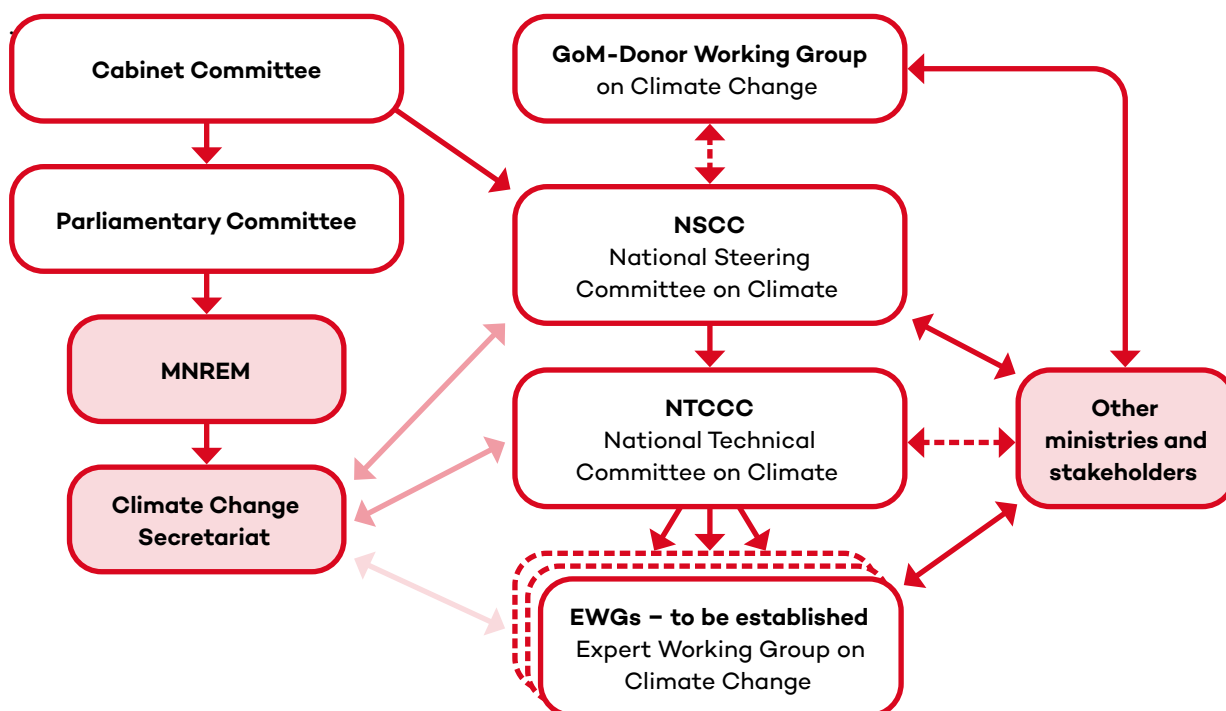 Cabinet Committee
GoM-Donor Working Group
on Climate Change
Parliamentary Committee
NSCC
National Steering
Committee on Climate
MNREM
NTCCC
National Technical
Committee on Climate
Other
ministries and
stakeholders
Climate Change
Secretariat
EWGs – to be established
Expert Working Group on
Climate Change